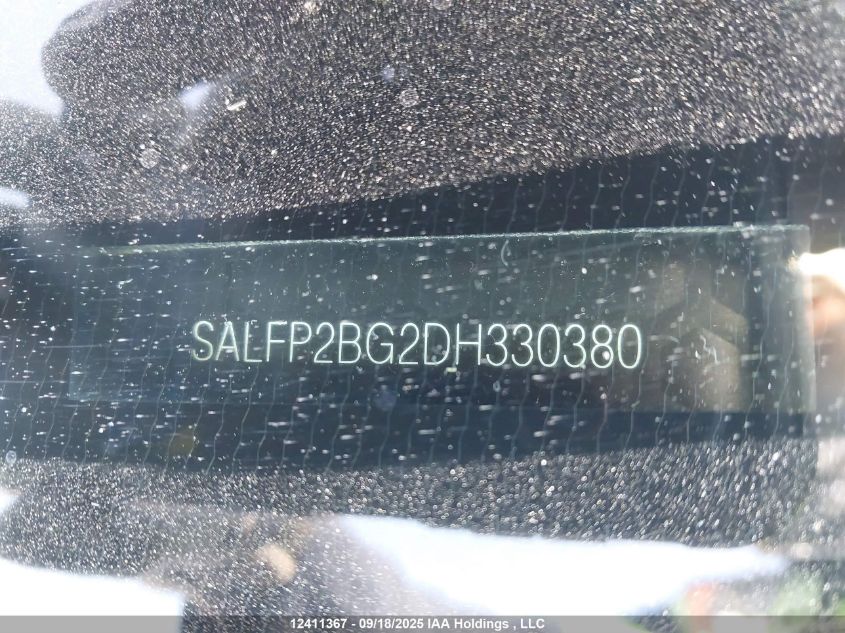 SALFP2BG2DH330380
12411367 - 09/18/2025 IAA Holdings , LLC